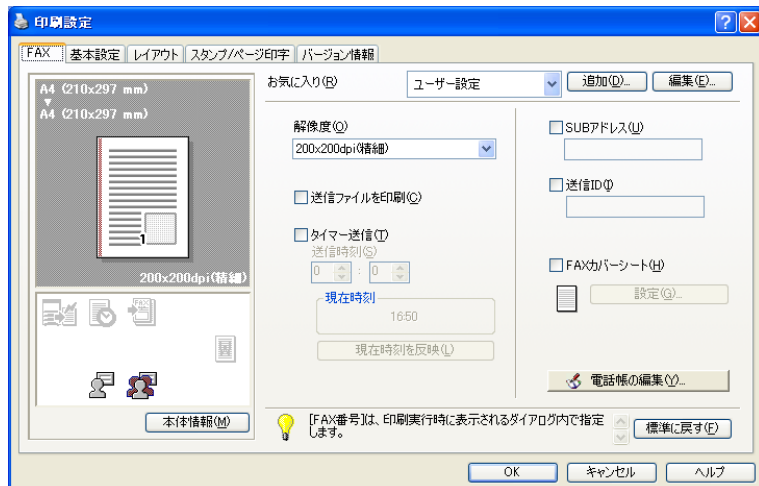 印刷設定
FAX
基本設定
レイアウト
スタンプ/ページ印字
バージョン情報
A4 (210x297 mm)
A4 (210x297 mm)
1
200x200dpi(精細)
FAX
本体情報(M)
お気に入り(R)
ユーザー設定
追加(D)...
編集(E)...
解像度(O)
200x200dpi(精細)
送信ファイルを印刷(C)
タイマー送信(T)
送信時刻(S)
0 : 0
現在時刻
16:50
現在時刻を反映(L)
SUBアドレス(U)
送信ID(I)
FAXカバーシート(H)
設定(G)...
電話帳の編集(Y)...
[FAX番号]は、印刷実行時に表示されるダイアログ内で指定
します。
標準に戻す(F)
OK
キャンセル
ヘルプ